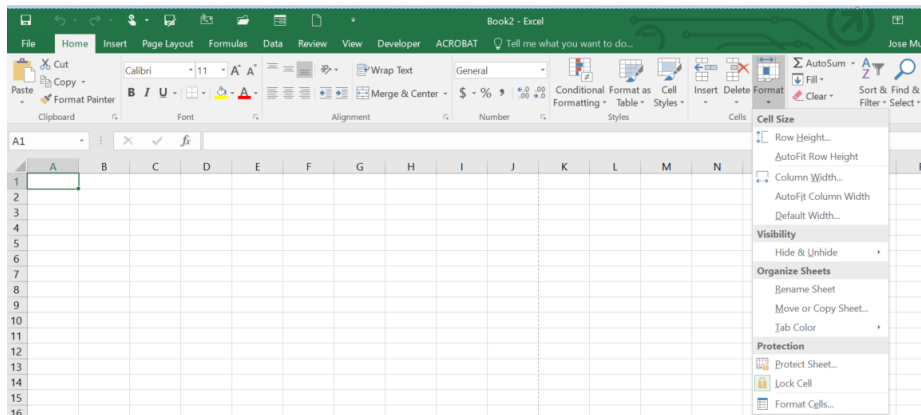 Book2 - Excel
File Home Insert Page Layout Formulas Data Review View Developer ACROBAT Tell me what you want to do... Jose Mu
Paste
Cut
Copy
Format Painter
Clipboard
Calibri 11 A A
B I U A
Font
Wrap Text
Merge & Center
Alignment
General
$ % , .0 .00 .00 .0
Number
Conditional Formatting
Format as Table
Cell Styles
Styles
Insert Delete Format
Cells
AutoSum
Fill
Clear
Sort & Filter
Find & Select
A1 fx
A B C D E F G H I J K L M N
1
2
3
4
5
6
7
8
9
10
11
12
13
14
15
16
Cell Size
Row Height...
AutoFit Row Height
Column Width...
AutoFit Column Width
Default Width...
Visibility
Hide & Unhide
Organize Sheets
Rename Sheet
Move or Copy Sheet...
Tab Color
Protection
Protect Sheet...
Lock Cell
Format Cells...